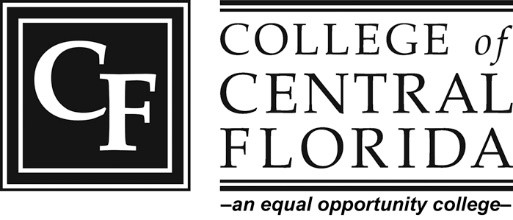 CF
COLLEGE of
CENTRAL
FLORIDA
–an equal opportunity college–